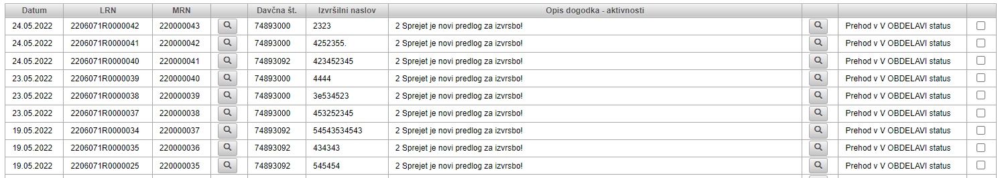 Datum LRN MRN Davčna št. Izvršilni naslov Opis dogodka - aktivnosti
24.05.2022 2206071R0000042 220000043 74893000 2323 2 Sprejet je novi predlog za izvrsbo! Prehod v V OBDELAVI status
24.05.2022 2206071R0000041 220000042 74893000 4252355. 2 Sprejet je novi predlog za izvrsbo! Prehod v V OBDELAVI status
24.05.2022 2206071R0000040 220000041 74893092 423452345 2 Sprejet je novi predlog za izvrsbo! Prehod v V OBDELAVI status
23.05.2022 2206071R0000039 220000040 74893000 4444 2 Sprejet je novi predlog za izvrsbo! Prehod v V OBDELAVI status
23.05.2022 2206071R0000038 220000039 74893000 3e534523 2 Sprejet je novi predlog za izvrsbo! Prehod v V OBDELAVI status
23.05.2022 2206071R0000037 220000038 74893000 453252345 2 Sprejet je novi predlog za izvrsbo! Prehod v V OBDELAVI status
19.05.2022 2206071R0000034 220000037 74893092 54543534543 2 Sprejet je novi predlog za izvrsbo! Prehod v V OBDELAVI status
19.05.2022 2206071R0000035 220000036 74893092 434343 2 Sprejet je novi predlog za izvrsbo! Prehod v V OBDELAVI status
19.05.2022 2206071R0000025 220000035 74893092 545454 2 Sprejet je novi predlog za izvrsbo! Prehod v V OBDELAVI status